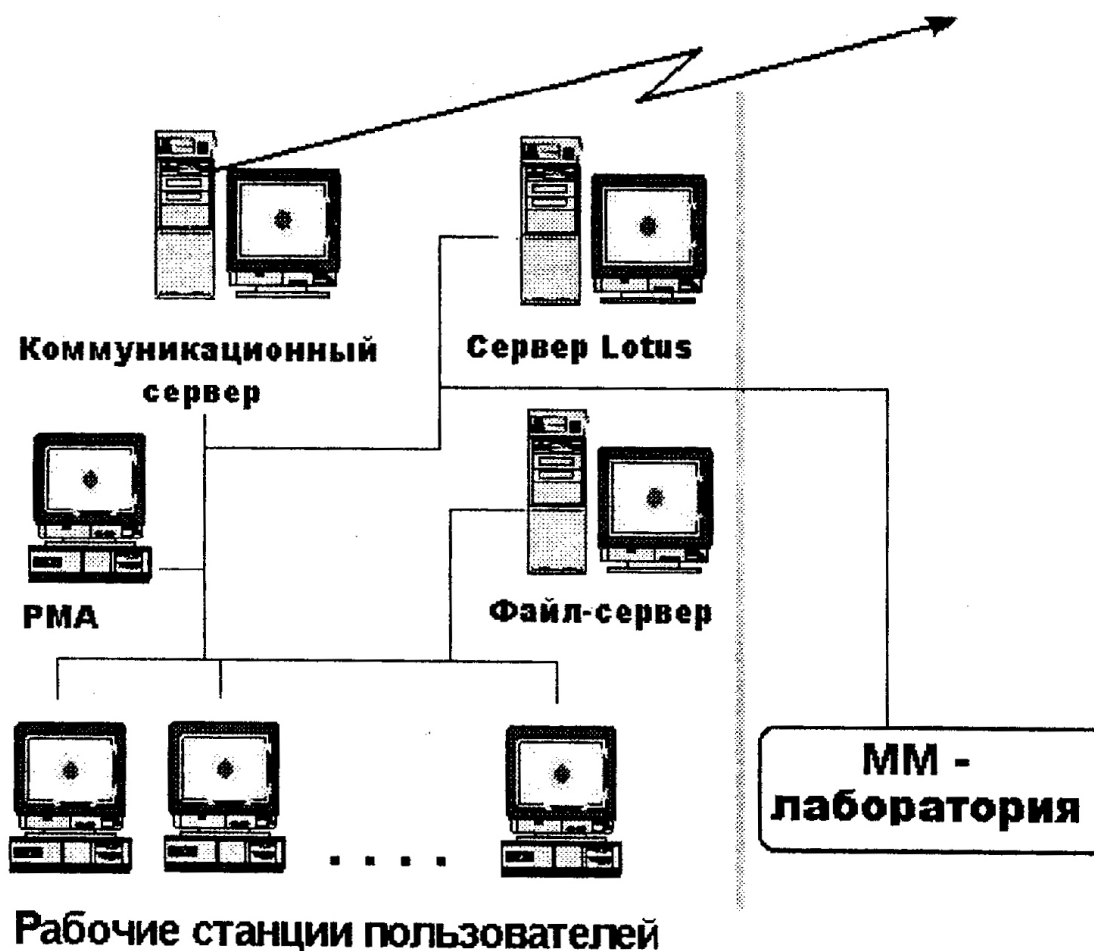 Коммуникационный
сервер
Сервер Lotus
РМА
Файл-сервер
ММ -
лаборатория
Рабочие станции пользователей